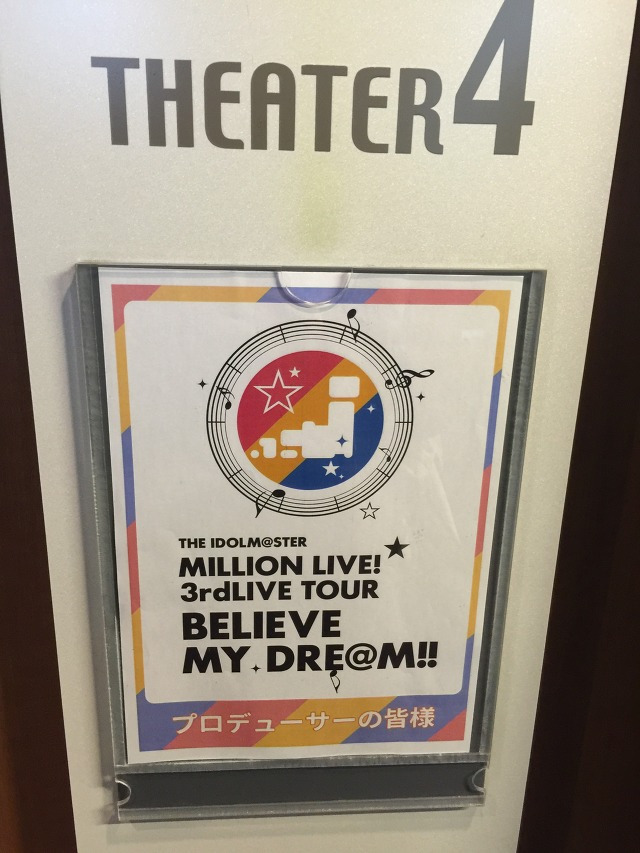 THEATER4
THE IDOLM@STER
MILLION LIVE!
3rdLIVE TOUR
BELIEVE
MY DRE@M!!
プロデューサーの皆様